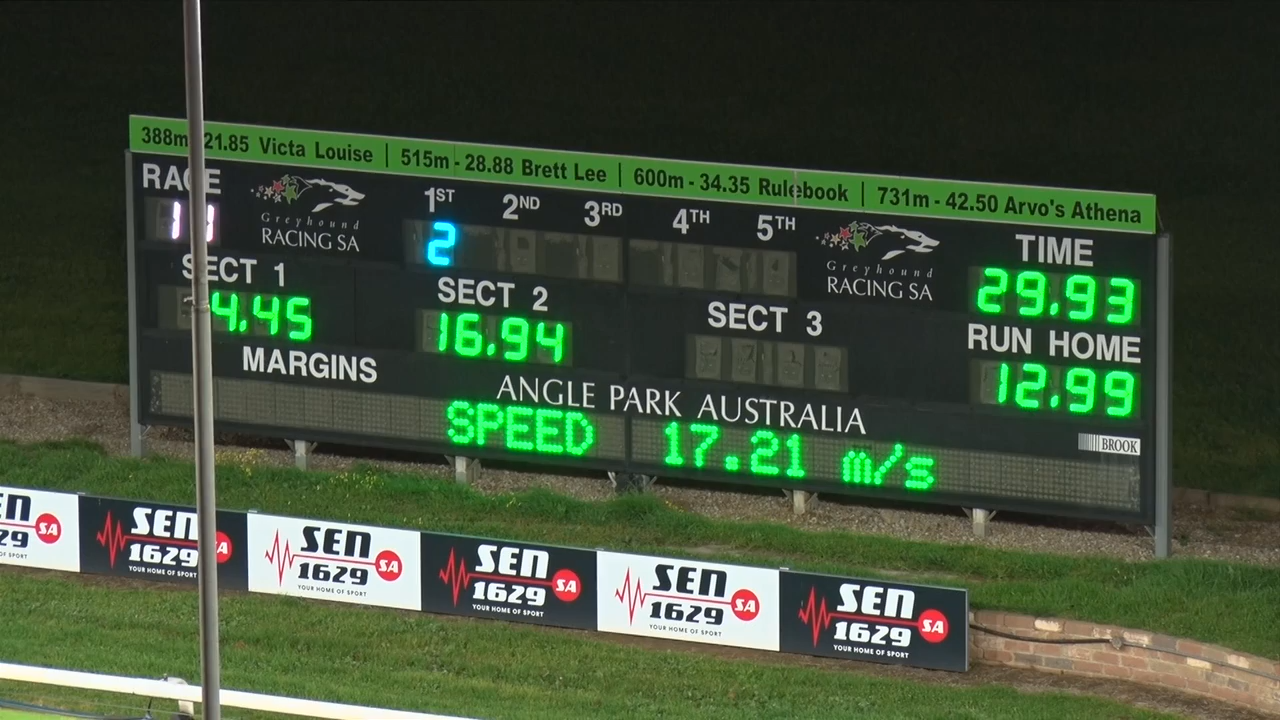 388m 21.85 Victa Louise | 515m - 28.88 Brett Lee | 600m - 34.35 Rulebook | 731m - 42.50 Arvo's Athena
RACE
11
Greyhound
RACING SA
1ST 2ND 3RD 4TH 5TH
2
Greyhound
RACING SA
TIME
29.93
SECT 1
4.45
SECT 2
16.94
SECT 3
RUN HOME
12.99
MARGINS
ANGLE PARK AUSTRALIA
BROOK
SPEED 17.21 m/s
SA
SEN
1629 SA
YOUR HOME OF SPORT
SEN
1629 SA
YOUR HOME OF SPORT
SEN
1629 SA
YOUR HOME OF SPORT
SEN
1629 SA
YOUR HOME OF SPORT
SEN
1629 SA
YOUR HOME OF SPORT